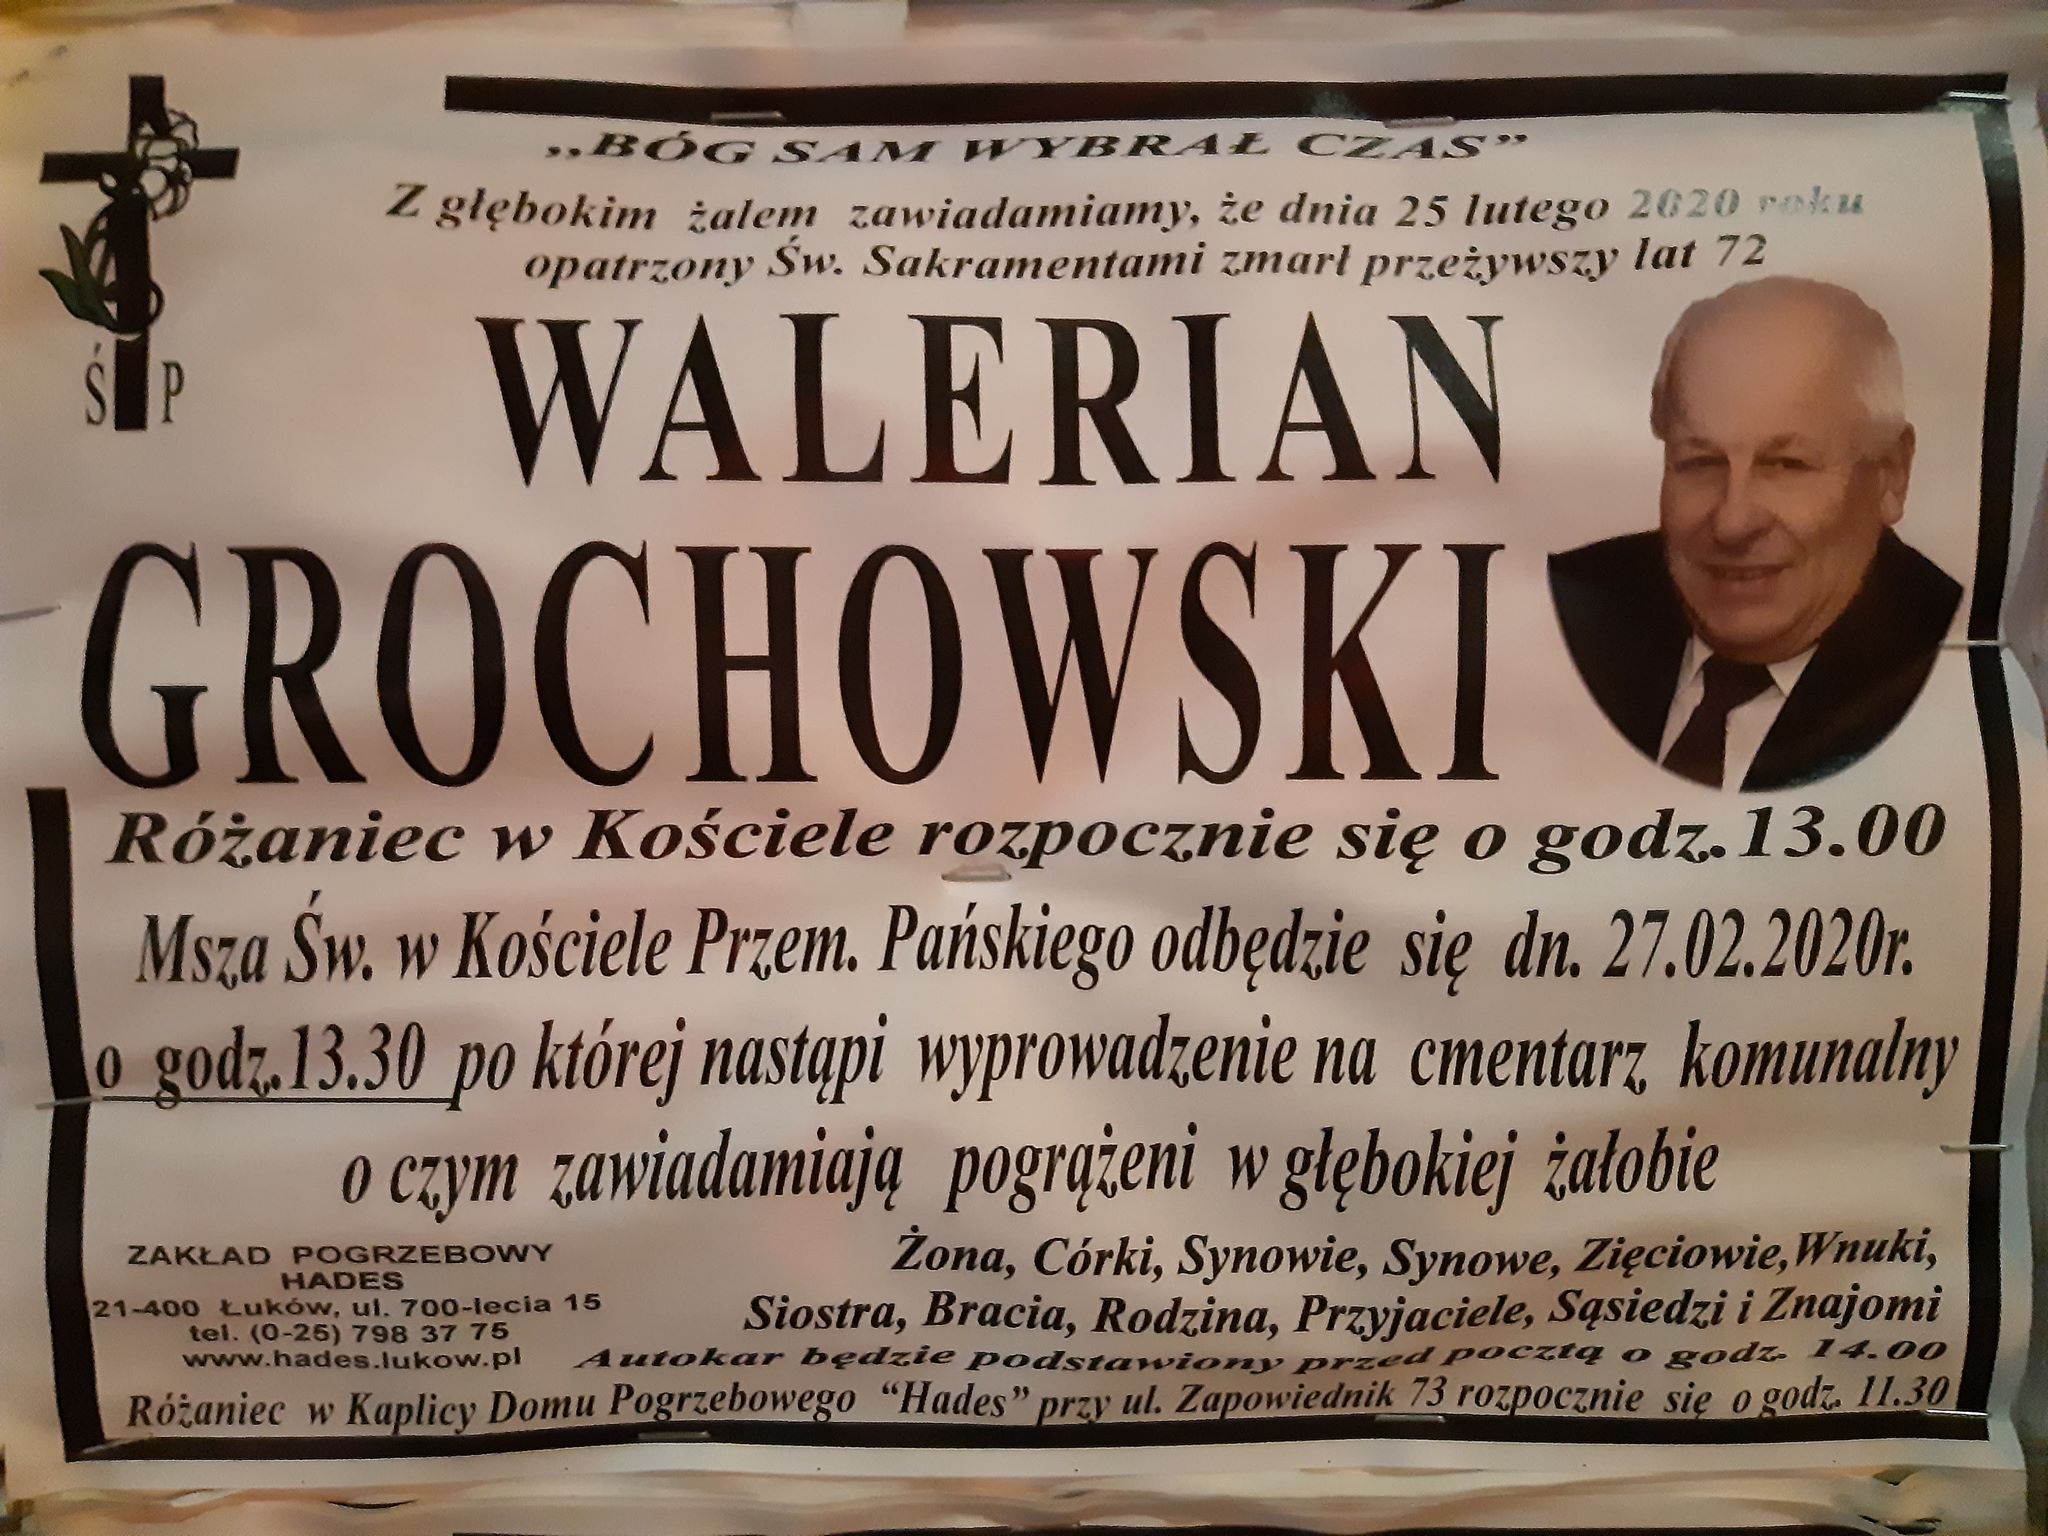 „BÓG SAM WYBRAŁ CZAS”
Z głębokim żalem zawiadamiamy, że dnia 25 lutego 2020 roku
opatrzony Św. Sakramentami zmarł przeżywszy lat 72
Ś P
WALERIAN
GROCHOWSKI
Różaniec w Kościele rozpocznie się o godz.13.00
Msza Św. w Kościele Przem. Pańskiego odbędzie się dn. 27.02.2020r.
o godz.13.30 po której nastąpi wyprowadzenie na cmentarz komunalny
o czym zawiadamiają pogrążeni w głębokiej żałobie
Żona, Córki, Synowie, Synowe, Zięciowie,Wnuki,
Siostra, Bracia, Rodzina, Przyjaciele, Sąsiedzi i Znajomi
ZAKŁAD POGRZEBOWY
HADES
21-400 Łuków, ul. 700-lecia 15
tel. (0-25) 798 37 75
www.hades.lukow.pl
Autokar będzie podstawiony przed pocztą o godz. 14.00
Różaniec w Kaplicy Domu Pogrzebowego “Hades” przy ul. Zapowiednik 73 rozpocznie się o godz. 11.30